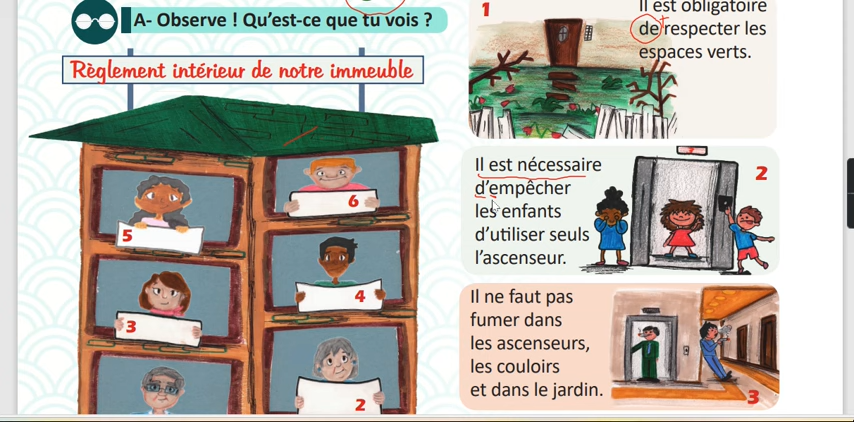 A- Observe ! Qu'est-ce que tu vois ?
Règlement intérieur de notre immeuble
6
5
4
3
2
1
Il est obligatoire
de respecter les
espaces verts.
Il est nécessaire
d'empêcher
les enfants
d'utiliser seuls
l'ascenseur.
2
Il ne faut pas
fumer dans
les ascenseurs,
les couloirs
et dans le jardin.
3